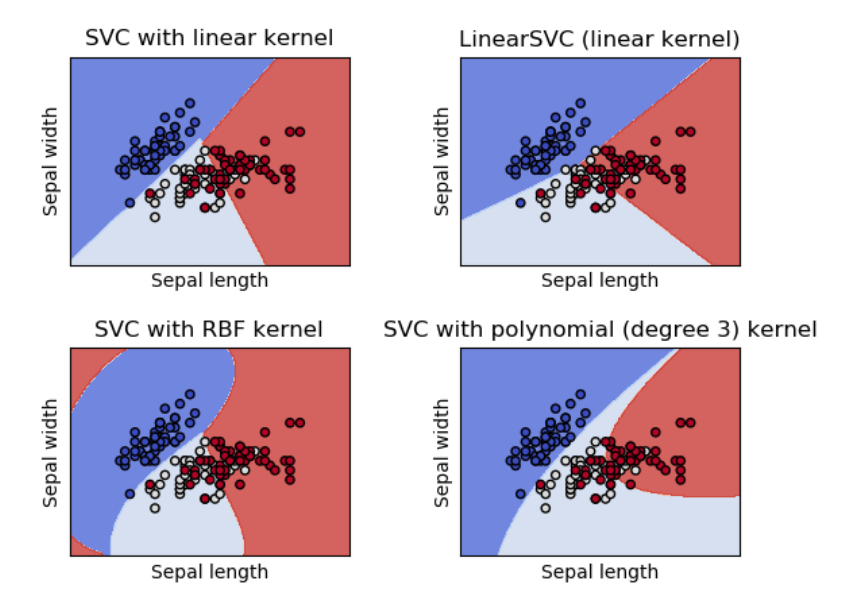 SVC with linear kernel
LinearSVC (linear kernel)
Sepal width
Sepal width
Sepal length
Sepal length
SVC with RBF kernel
SVC with polynomial (degree 3) kernel
Sepal width
Sepal width
Sepal length
Sepal length